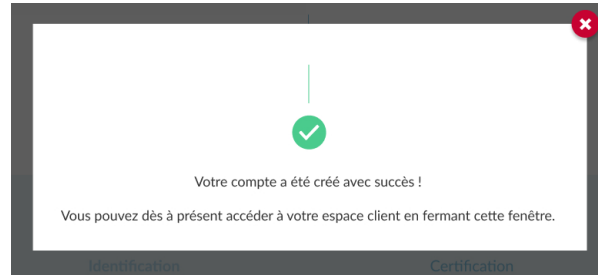 Votre compte a été créé avec succès !
Vous pouvez dès à présent accéder à votre espace client en fermant cette fenêtre.
Identification
Certification